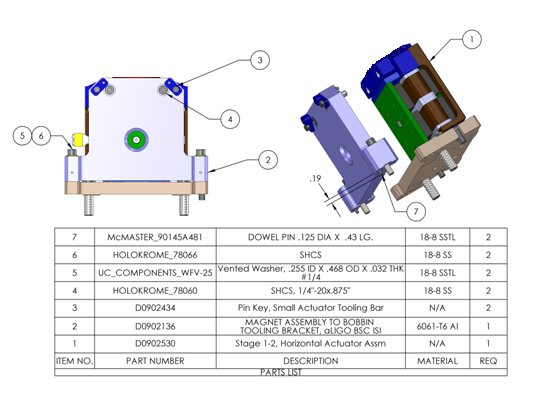 1
3
4
5 6
2
.19
7
7 McMASTER_90145A481 DOWEL PIN .125 DIA X .43 LG. 18-8 SSTL 2
6 HOLOKROME_78066 SHCS 18-8 SS 2
5 UC_COMPONENTS_WFV-25 Vented Washer, .255 ID X .468 OD X .032 THK
#1/4 18-8 SSTL 2
4 HOLOKROME_78060 SHCS, 1/4"-20x.875" 18-8 SS 2
3 D0902434 Pin Key, Small Actuator Tooling Bar N/A 2
2 D0902136 MAGNET ASSEMBLY TO BOBBIN
TOOLING BRACKET, aLIGO BSC ISI 6061-T6 Al 1
1 D0902530 Stage 1-2, Horizontal Actuator Assm N/A 1
ITEM NO. PART NUMBER DESCRIPTION MATERIAL REQ
PARTS LIST